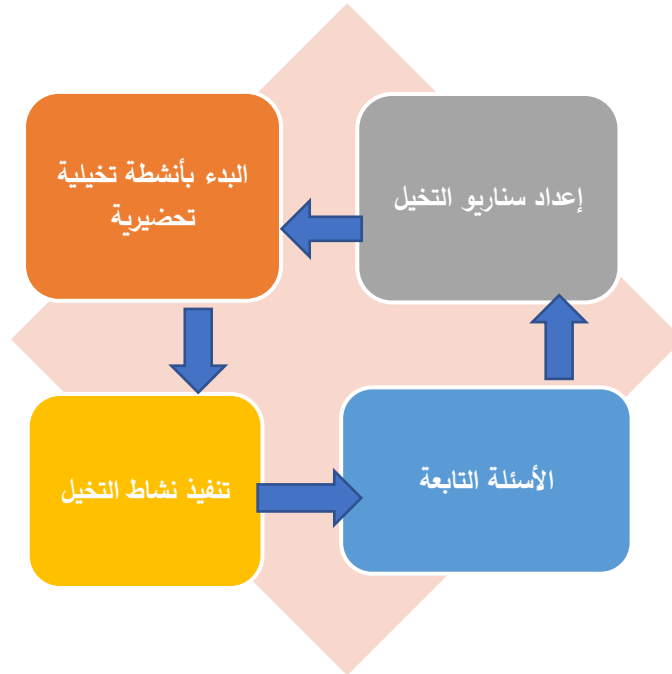 إعداد سناريو التخيل
البدء بأنشطة تخيلية
تحضيرية
تنفيذ نشاط التخيل
الأسئلة التابعة